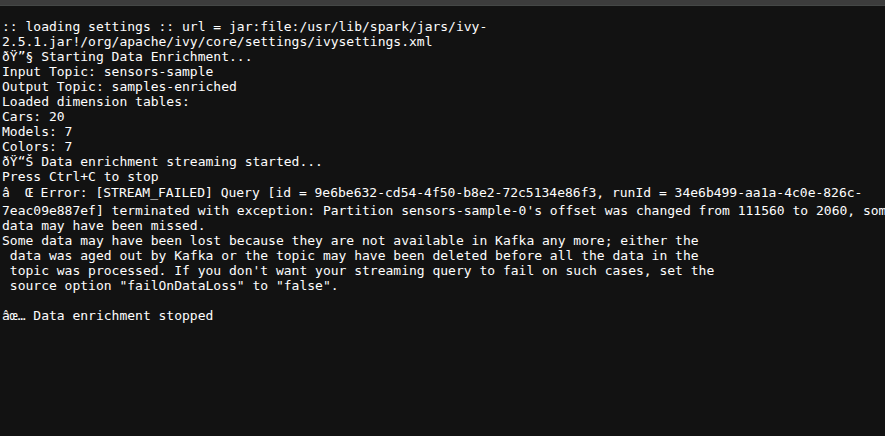 :: loading settings :: url = jar:file:/usr/lib/spark/jars/ivy-
2.5.1.jar!/org/apache/ivy/core/settings/ivysettings.xml
ðŸ”§ Starting Data Enrichment...
Input Topic: sensors-sample
Output Topic: samples-enriched
Loaded dimension tables:
Cars: 20
Models: 7
Colors: 7
ðŸ“Š Data enrichment streaming started...
Press Ctrl+C to stop
â Œ Error: [STREAM_FAILED] Query [id = 9e6be632-cd54-4f50-b8e2-72c5134e86f3, runId = 34e6b499-aa1a-4c0e-826c-
7eac09e887ef] terminated with exception: Partition sensors-sample-0's offset was changed from 111560 to 2060, som
data may have been missed.
Some data may have been lost because they are not available in Kafka any more; either the
data was aged out by Kafka or the topic may have been deleted before all the data in the
topic was processed. If you don't want your streaming query to fail on such cases, set the
source option "failOnDataLoss" to "false".
âœ… Data enrichment stopped